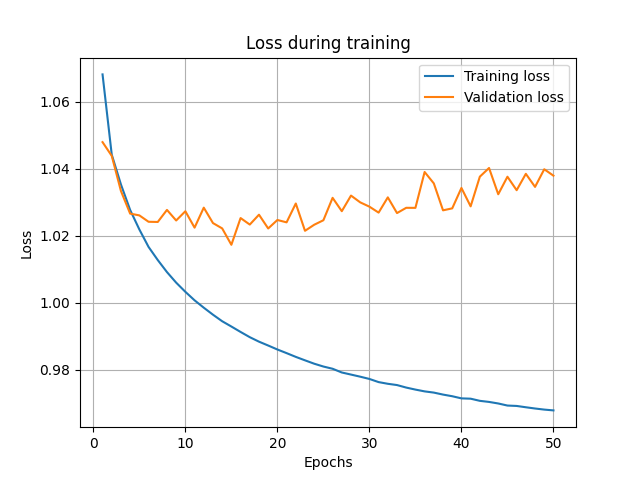 Loss during training
Training loss
Validation loss
1.06
1.04
1.02
1.00
0.98
Loss
0
10
20
30
40
50
Epochs